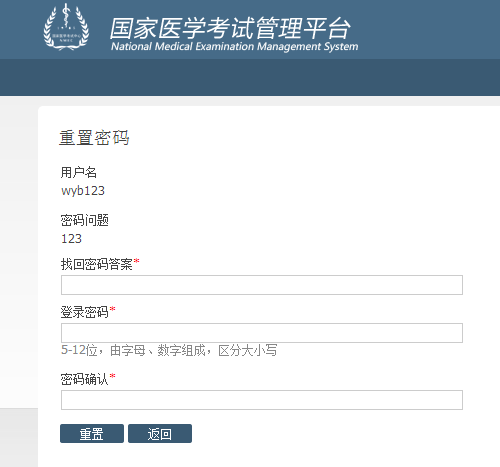 国家医学考试管理平台
National Medical Examination Management System
重置密码
用户名
wyb123
密码问题
123
找回密码答案*
登录密码*
5-12位，由字母、数字组成，区分大小写
密码确认*
重置 返回